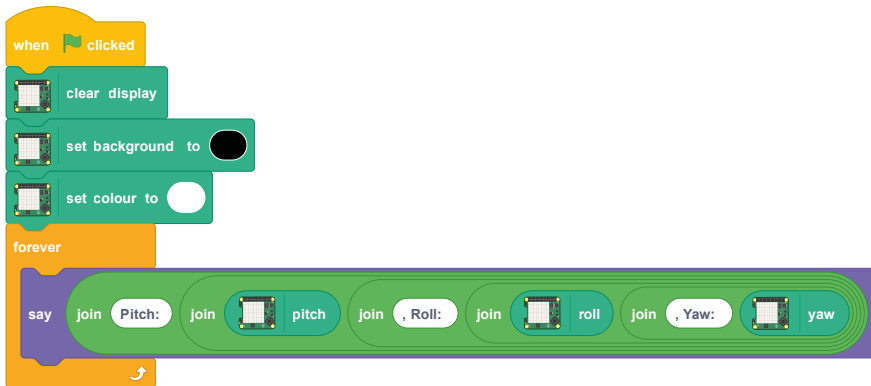 when clicked
clear display
set background to
set colour to
forever
say join Pitch: join pitch join , Roll: join roll join , Yaw: yaw